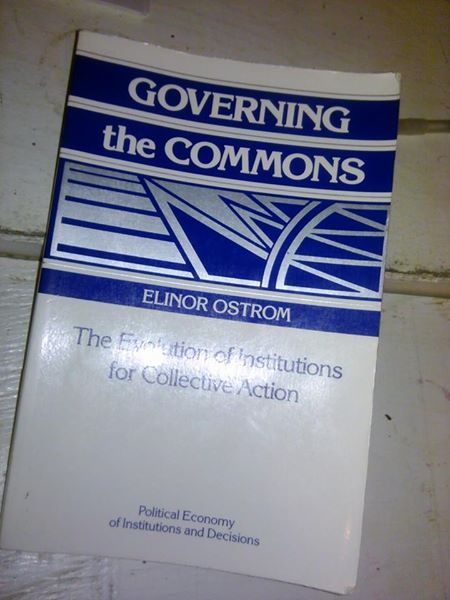 GOVERNING
the COMMONS
ELINOR OSTROM
The Evolution of Institutions
for Collective Action
Political Economy
of Institutions and Decisions